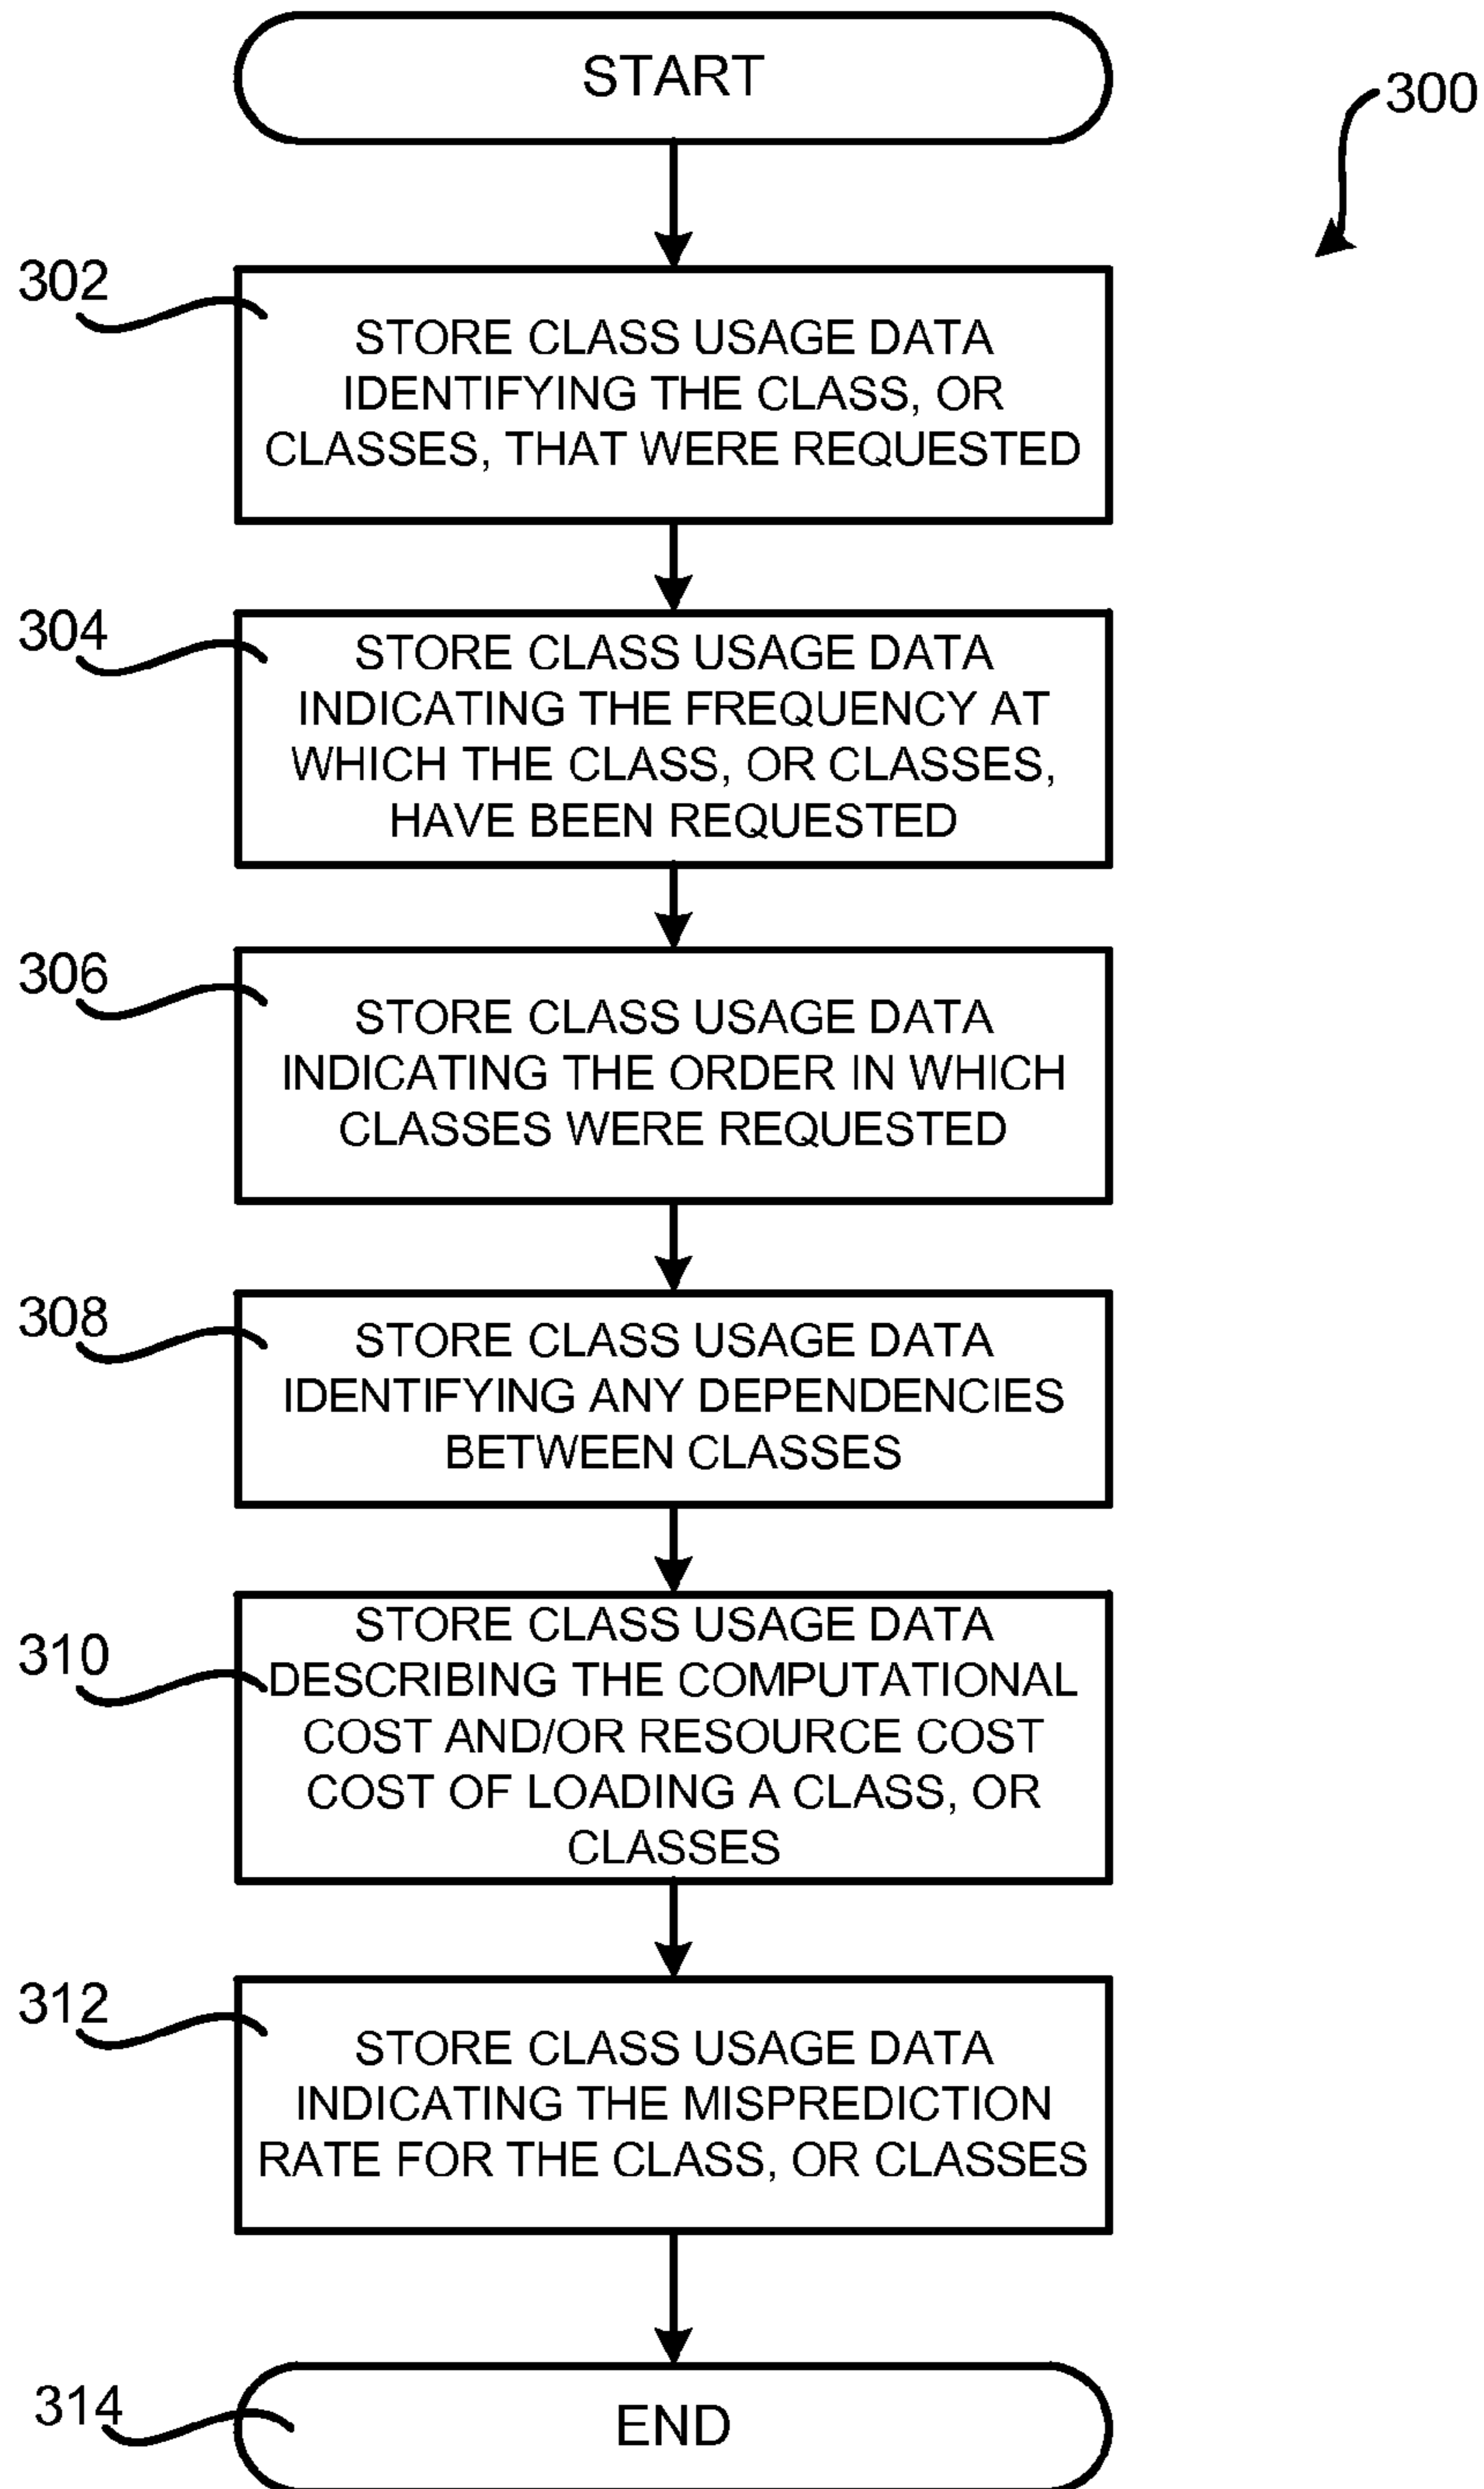 START
300
302
STORE CLASS USAGE DATA
IDENTIFYING THE CLASS, OR
CLASSES, THAT WERE REQUESTED
304
STORE CLASS USAGE DATA
INDICATING THE FREQUENCY AT
WHICH THE CLASS, OR CLASSES,
HAVE BEEN REQUESTED
306
STORE CLASS USAGE DATA
INDICATING THE ORDER IN WHICH
CLASSES WERE REQUESTED
308
STORE CLASS USAGE DATA
IDENTIFYING ANY DEPENDENCIES
BETWEEN CLASSES
310
STORE CLASS USAGE DATA
DESCRIBING THE COMPUTATIONAL
COST AND/OR RESOURCE COST
COST OF LOADING A CLASS, OR
CLASSES
312
STORE CLASS USAGE DATA
INDICATING THE MISPREDICTION
RATE FOR THE CLASS, OR CLASSES
314
END